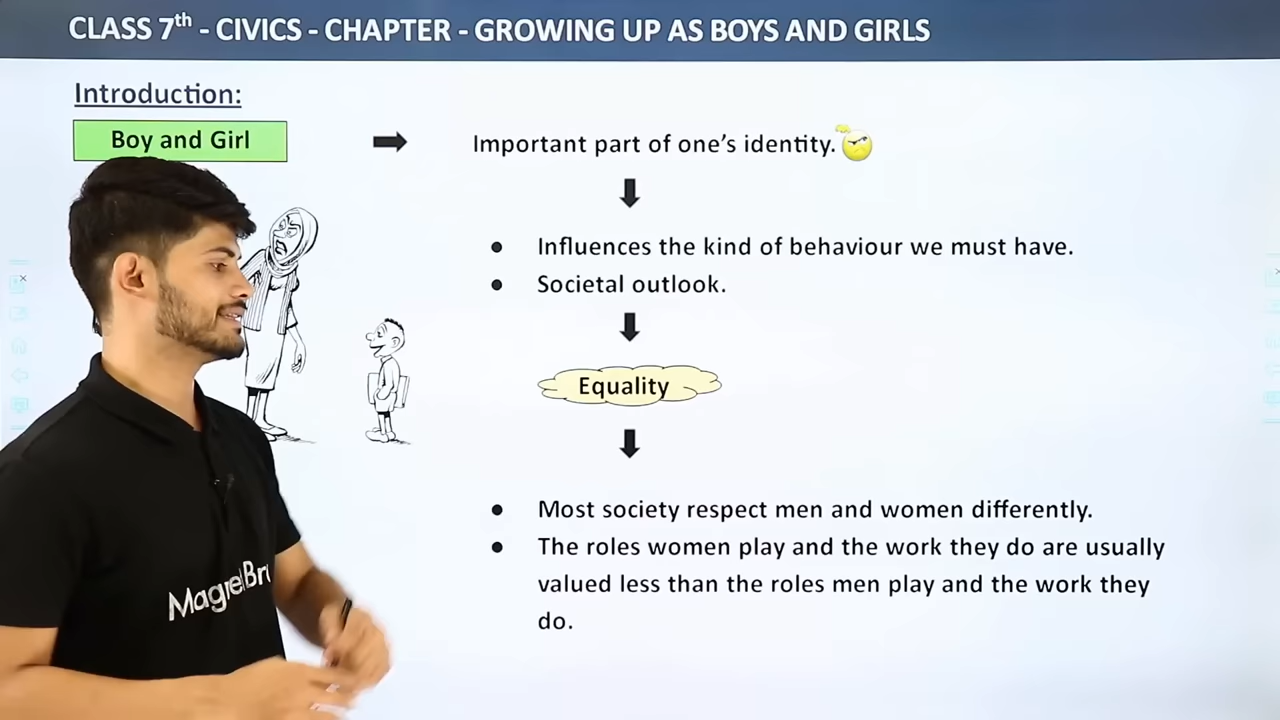 CLASS 7th - CIVICS - CHAPTER - GROWING UP AS BOYS AND GIRLS
Introduction:
Boy and Girl
Important part of one's identity.
● Influences the kind of behaviour we must have.
● Societal outlook.
Equality
● Most society respect men and women differently.
● The roles women play and the work they do are usually
valued less than the roles men play and the work they
do.